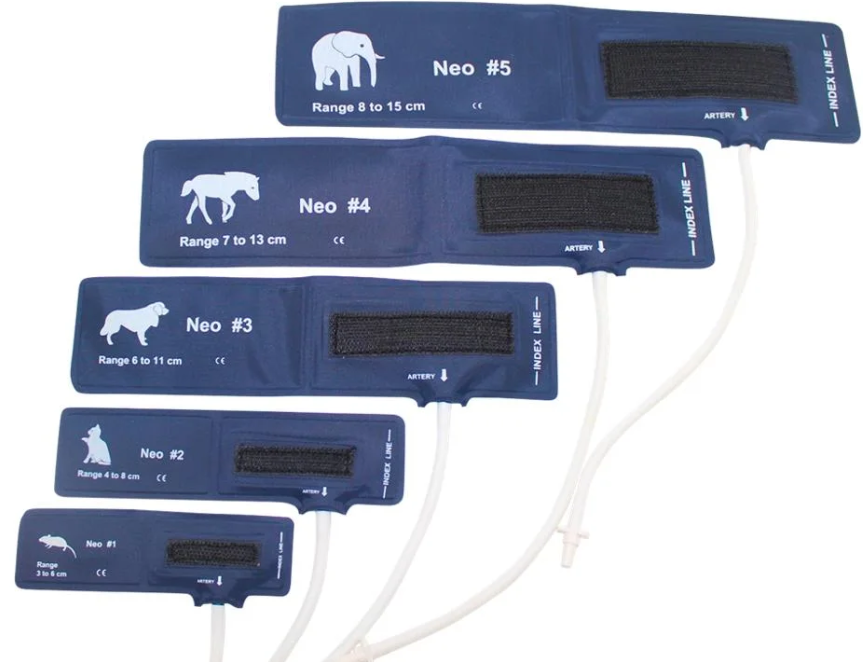 Neo #5
Range 8 to 15 cm
CE
ARTERY
INDEX LINE
Neo #4
Range 7 to 13 cm
CE
ARTERY
INDEX LINE
Neo #3
Range 6 to 11 cm
CE
ARTERY
INDEX LINE
Neo #2
Range 4 to 8 cm
CE
ARTERY
INDEX LINE
Neo #1
Range
3 to 6 cm
CE
ARTERY
INDEX LINE